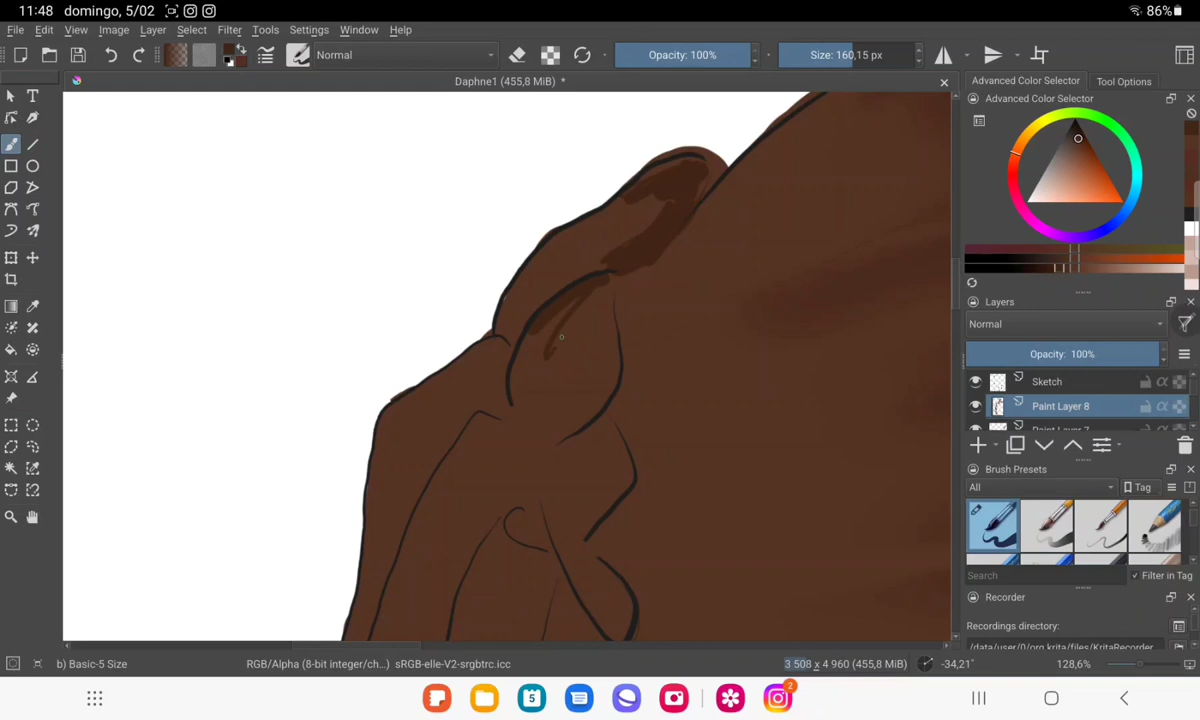 11:48 domingo, 5/02
86%
File Edit View Image Layer Select Filter Tools Settings Window Help
Normal
Opacity: 100%
Size: 160,15 px
Daphne1 (455,8 MiB) *
Advanced Color Selector
Tool Options
Advanced Color Selector
Layers
Normal
Opacity: 100%
Sketch
Paint Layer 8
Paint Layer 7
Brush Presets
All
Tag
Search
Filter in Tag
Recorder
Recordings directory:
/data/user/0/org.krita/files/KritaRecorder
b) Basic-5 Size
RGB/Alpha (8-bit integer/ch...) sRGB-elle-V2-srgbtrc.icc
3 508 x 4 960 (455,8 MiB)
-34,21°
128,6%
5
2